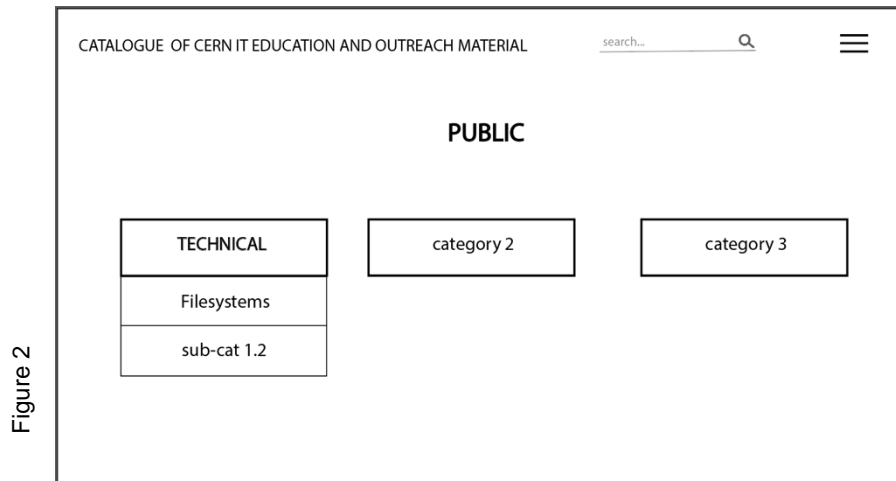 CATALOGUE OF CERN IT EDUCATION AND OUTREACH MATERIAL
search...
PUBLIC
TECHNICAL
category 2
category 3
Filesystems
sub-cat 1.2
Figure 2